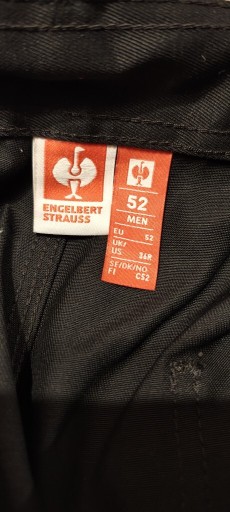 ENGELBERT
STRAUSS
52
MEN
EU 52
UK/
US 36R
SE/DK/NO
FI C52